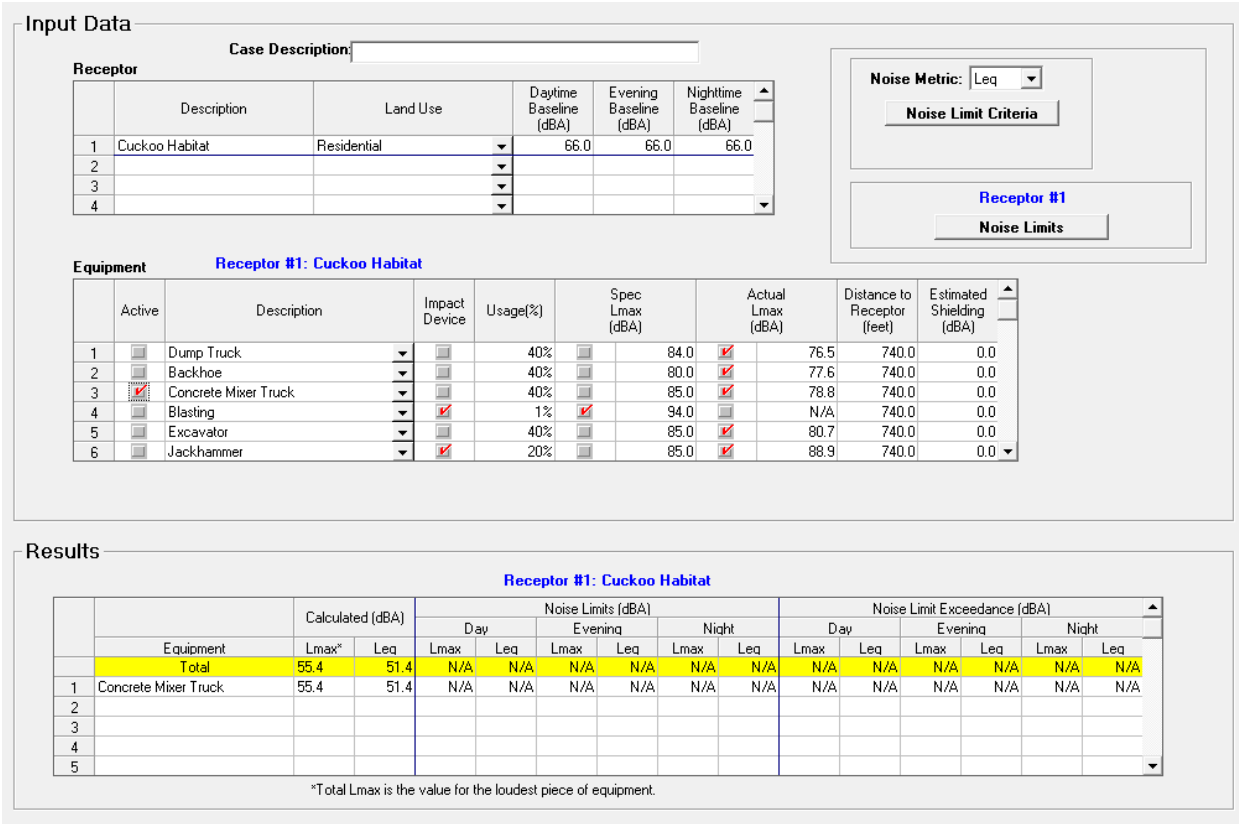 Input Data
Case Description:
Noise Metric: Leq
Noise Limit Criteria
Receptor #1
Noise Limits
Receptor
Description Land Use Daytime Baseline (dBA) Evening Baseline (dBA) Nighttime Baseline (dBA)
1 Cuckoo Habitat Residential 66.0 66.0 66.0
2
3
4
Equipment Receptor #1: Cuckoo Habitat
Active Description Impact Device Usage(%) Spec Lmax (dBA) Actual Lmax (dBA) Distance to Receptor (feet) Estimated Shielding (dBA)
1 Dump Truck 40% 84.0 76.5 740.0 0.0
2 Backhoe 40% 80.0 77.6 740.0 0.0
3 Concrete Mixer Truck 40% 85.0 78.8 740.0 0.0
4 Blasting 1% 94.0 N/A 740.0 0.0
5 Excavator 40% 85.0 80.7 740.0 0.0
6 Jackhammer 20% 85.0 88.9 740.0 0.0
Results
Receptor #1: Cuckoo Habitat
Calculated (dBA) Noise Limits (dBA) Noise Limit Exceedance (dBA)
Day Evening Night Day Evening Night
Equipment Lmax* Leq Lmax Leq Lmax Leq Lmax Leq Lmax Leq Lmax Leq Lmax Leq
Total 55.4 51.4 N/A N/A N/A N/A N/A N/A N/A N/A N/A N/A N/A N/A
1 Concrete Mixer Truck 55.4 51.4 N/A N/A N/A N/A N/A N/A N/A N/A N/A N/A N/A N/A
2
3
4
5
*Total Lmax is the value for the loudest piece of equipment.